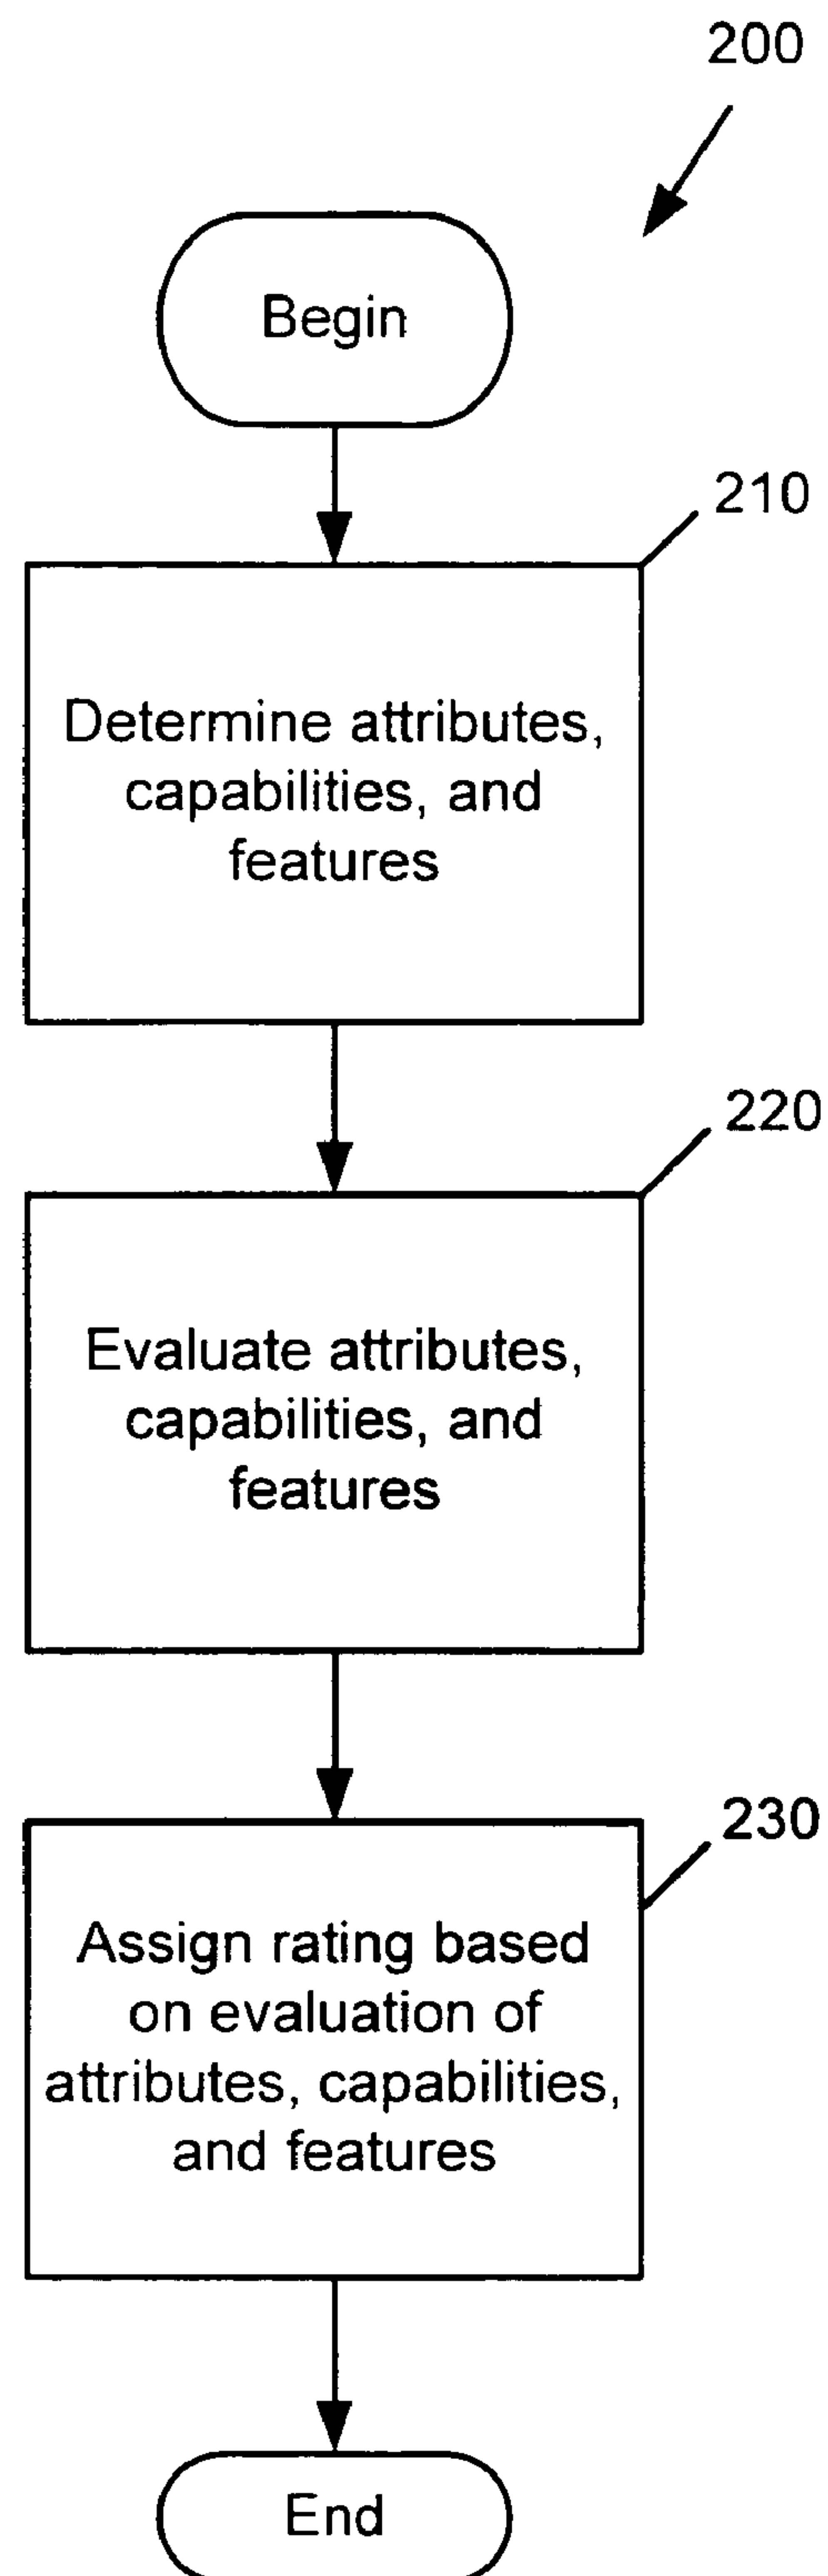 200
Begin
210
Determine attributes,
capabilities, and
features
220
Evaluate attributes,
capabilities, and
features
230
Assign rating based
on evaluation of
attributes, capabilities,
and features
End